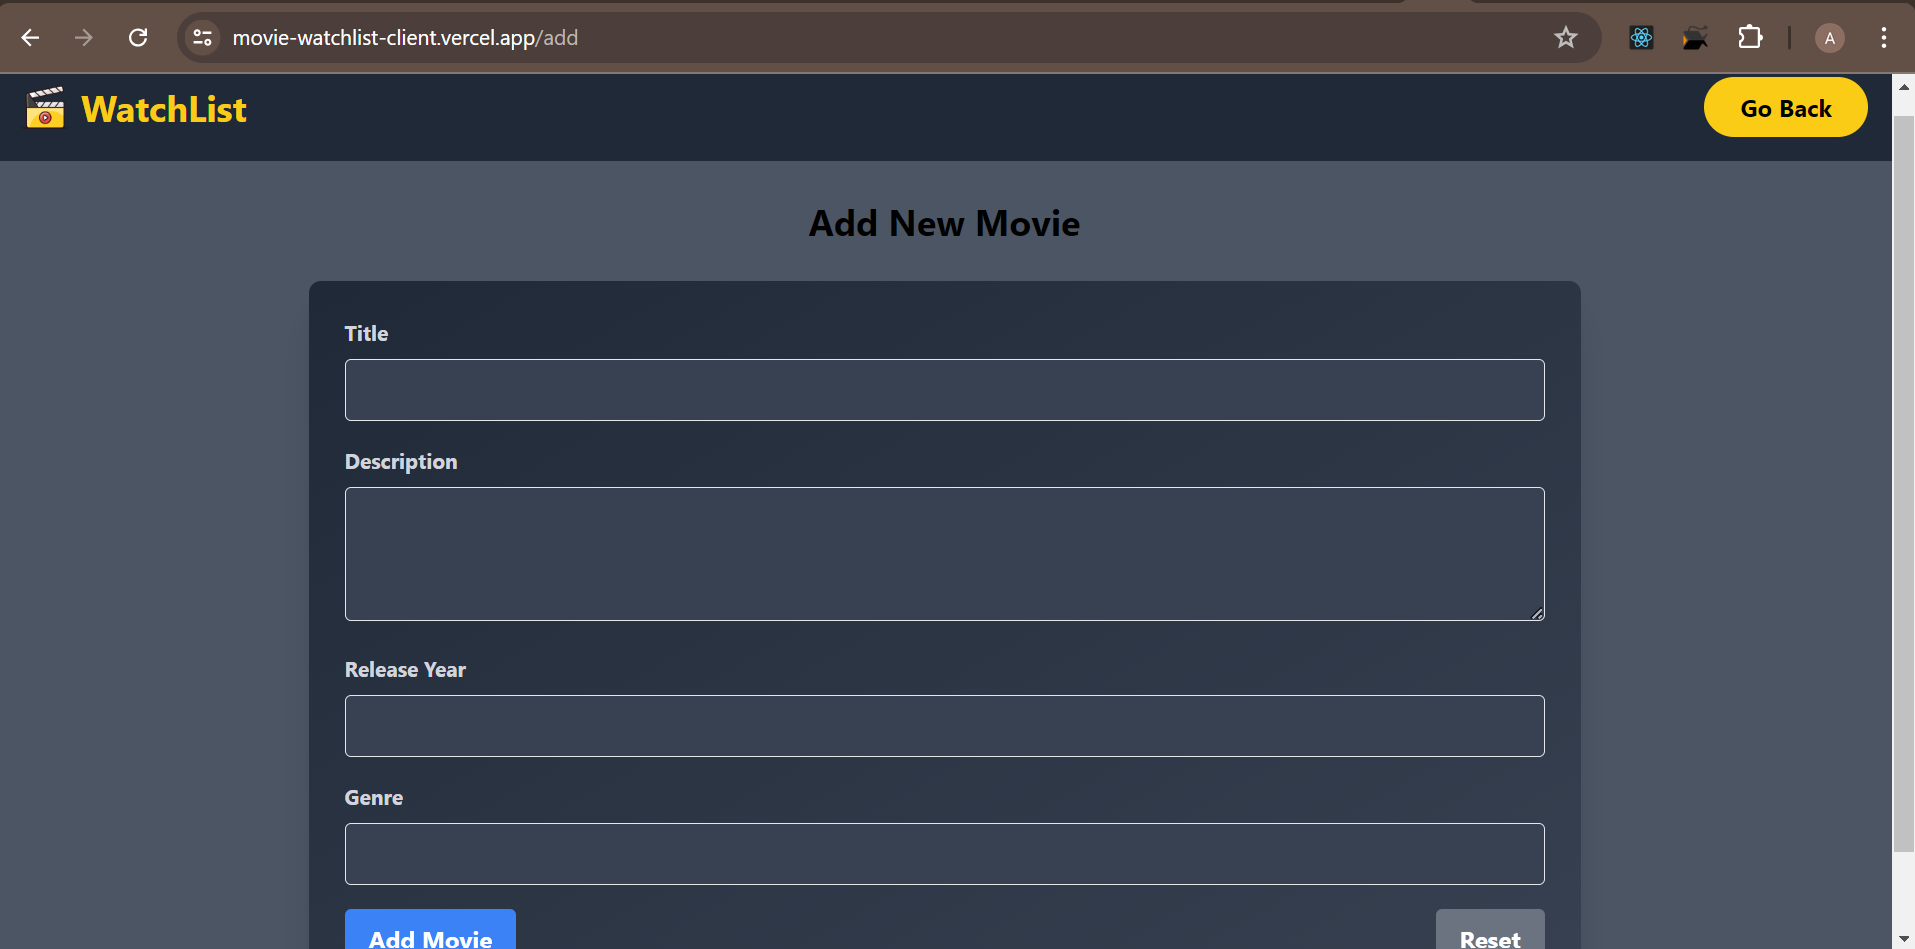 movie-watchlist-client.vercel.app/add
A
WatchList
Go Back
Add New Movie
Title
Description
Release Year
Genre
Add Movie
Reset